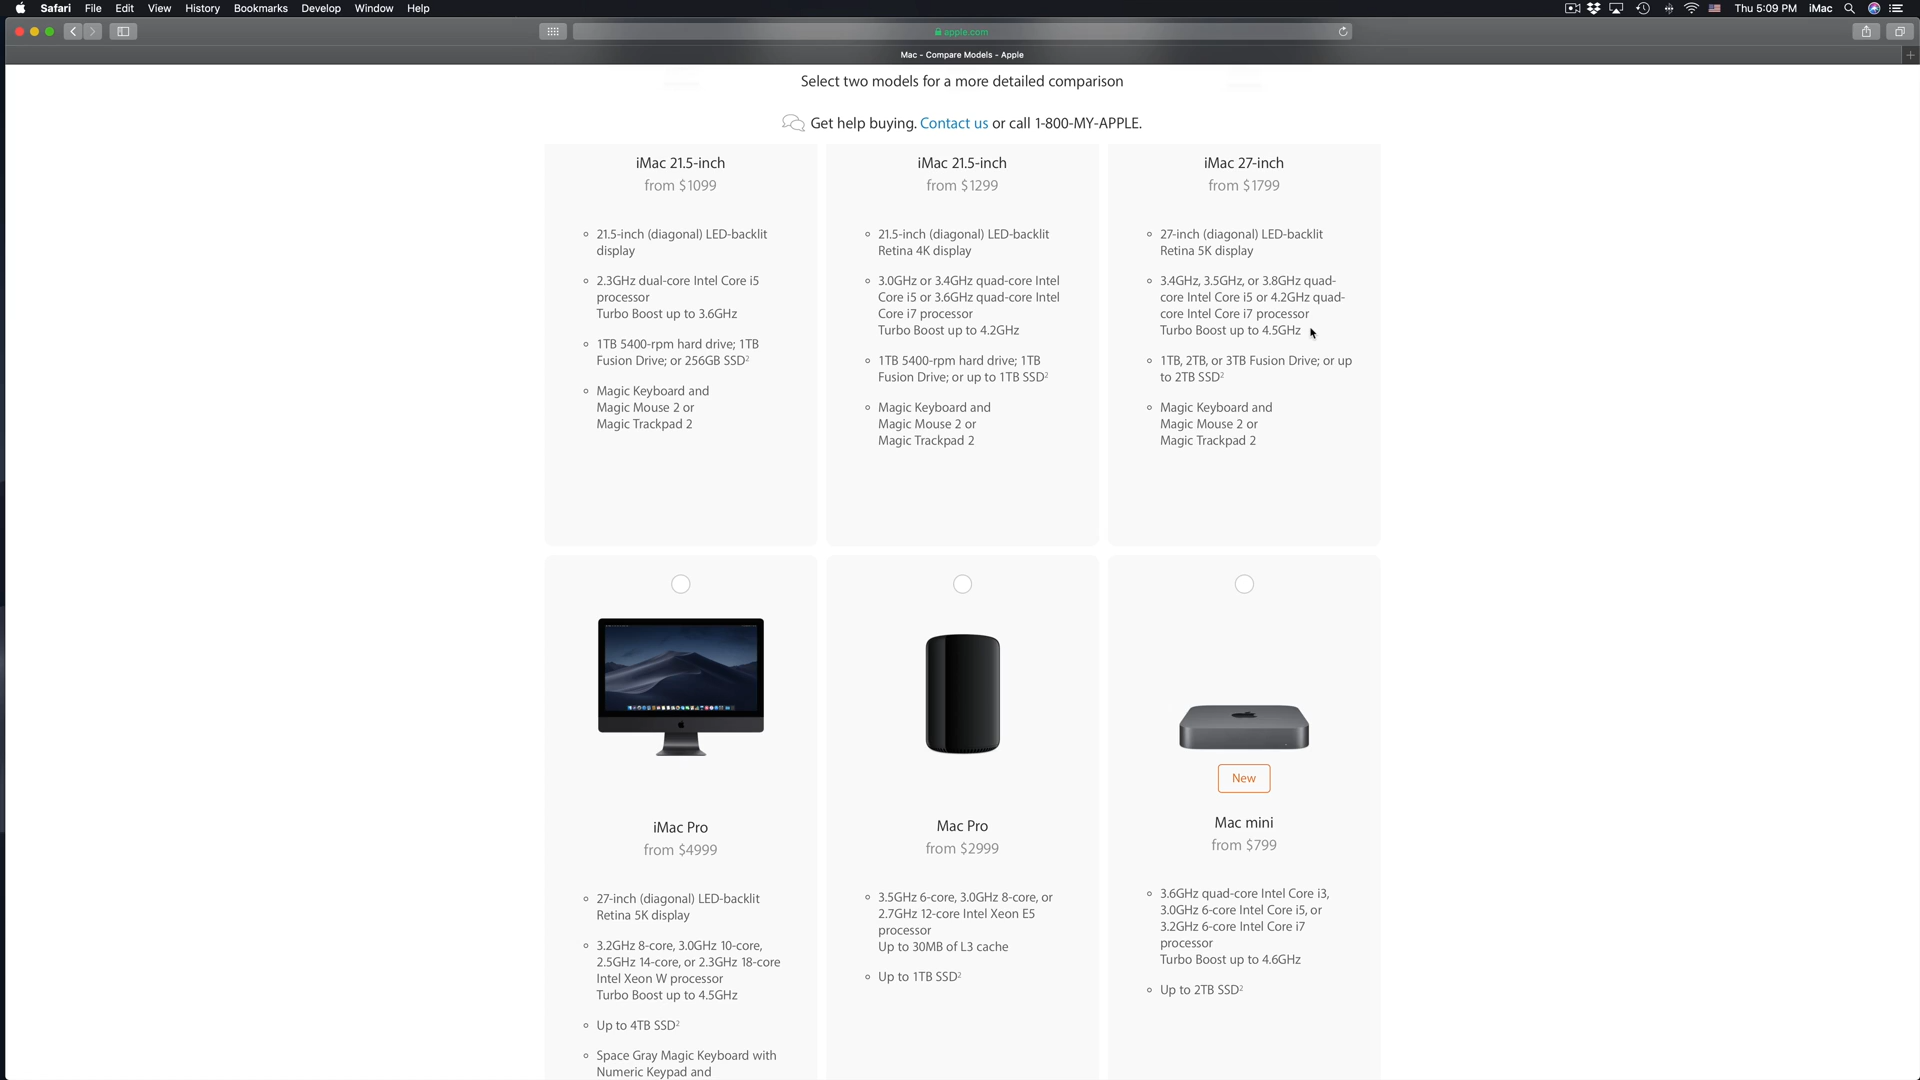 Safari File Edit View History Bookmarks Develop Window Help
Thu 5:09 PM iMac
apple.com
Mac - Compare Models - Apple
Select two models for a more detailed comparison
Get help buying. Contact us or call 1-800-MY-APPLE.
iMac 21.5-inch
from $1099
21.5-inch (diagonal) LED-backlit
display
2.3GHz dual-core Intel Core i5
processor
Turbo Boost up to 3.6GHz
1TB 5400-rpm hard drive; 1TB
Fusion Drive; or 256GB SSD²
Magic Keyboard and
Magic Mouse 2 or
Magic Trackpad 2
iMac 21.5-inch
from $1299
21.5-inch (diagonal) LED-backlit
Retina 4K display
3.0GHz or 3.4GHz quad-core Intel
Core i5 or 3.6GHz quad-core Intel
Core i7 processor
Turbo Boost up to 4.2GHz
1TB 5400-rpm hard drive; 1TB
Fusion Drive; or up to 1TB SSD²
Magic Keyboard and
Magic Mouse 2 or
Magic Trackpad 2
iMac 27-inch
from $1799
27-inch (diagonal) LED-backlit
Retina 5K display
3.4GHz, 3.5GHz, or 3.8GHz quad-
core Intel Core i5 or 4.2GHz quad-
core Intel Core i7 processor
Turbo Boost up to 4.5GHz
1TB, 2TB, or 3TB Fusion Drive; or up
to 2TB SSD²
Magic Keyboard and
Magic Mouse 2 or
Magic Trackpad 2
iMac Pro
from $4999
27-inch (diagonal) LED-backlit
Retina 5K display
3.2GHz 8-core, 3.0GHz 10-core,
2.5GHz 14-core, or 2.3GHz 18-core
Intel Xeon W processor
Turbo Boost up to 4.5GHz
Up to 4TB SSD²
Space Gray Magic Keyboard with
Numeric Keypad and
Mac Pro
from $2999
3.5GHz 6-core, 3.0GHz 8-core, or
2.7GHz 12-core Intel Xeon E5
processor
Up to 30MB of L3 cache
Up to 1TB SSD²
New
Mac mini
from $799
3.6GHz quad-core Intel Core i3,
3.0GHz 6-core Intel Core i5, or
3.2GHz 6-core Intel Core i7
processor
Turbo Boost up to 4.6GHz
Up to 2TB SSD²